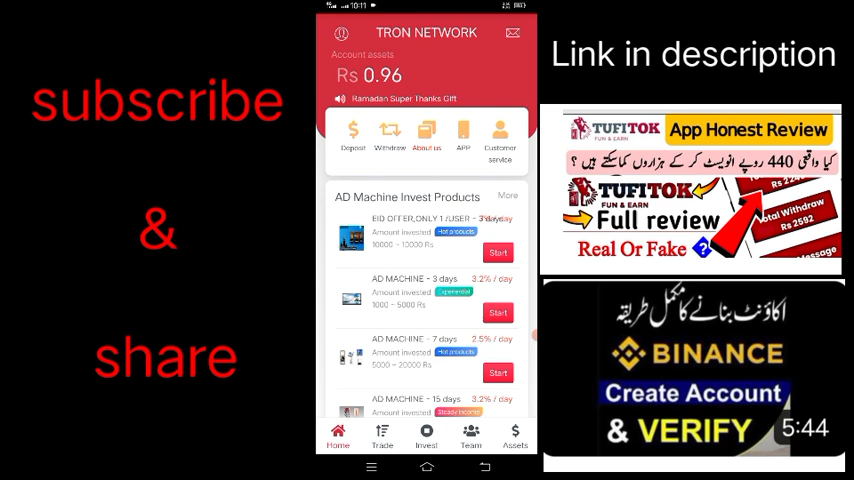 subscribe
&
share
10:11
TRON NETWORK
Account assets
Rs 0.96
Ramadan Super Thanks Gift
Deposit
Withdraw
About us
APP
Customer service
AD Machine Invest Products
More
EID OFFER,ONLY 1 /USER - 3 days
Amount invested
Hot products
10000 - 10000 Rs
Start
AD MACHINE - 3 days
3.2% / day
Amount invested
Experiential
1000 - 5000 Rs
Start
AD MACHINE - 7 days
2.5% / day
Amount invested
Hot products
5000 - 20000 Rs
Start
AD MACHINE - 15 days
3.2% / day
Amount invested
Steady income
Home
Trade
Invest
Team
Assets
Link in description
TUFITOK
FUN & EARN
App Honest Review
کیا واقعی 440 روپے انویسٹ کر کے ہزاروں کما سکتے ہیں ؟
TUFITOK
FUN & EARN
Full review
Real Or Fake
Total Withdraw
Rs 2592
Message
اکاؤنٹ بنانے کا مکمل طریقہ
BINANCE
Create Account
& VERIFY
5:44